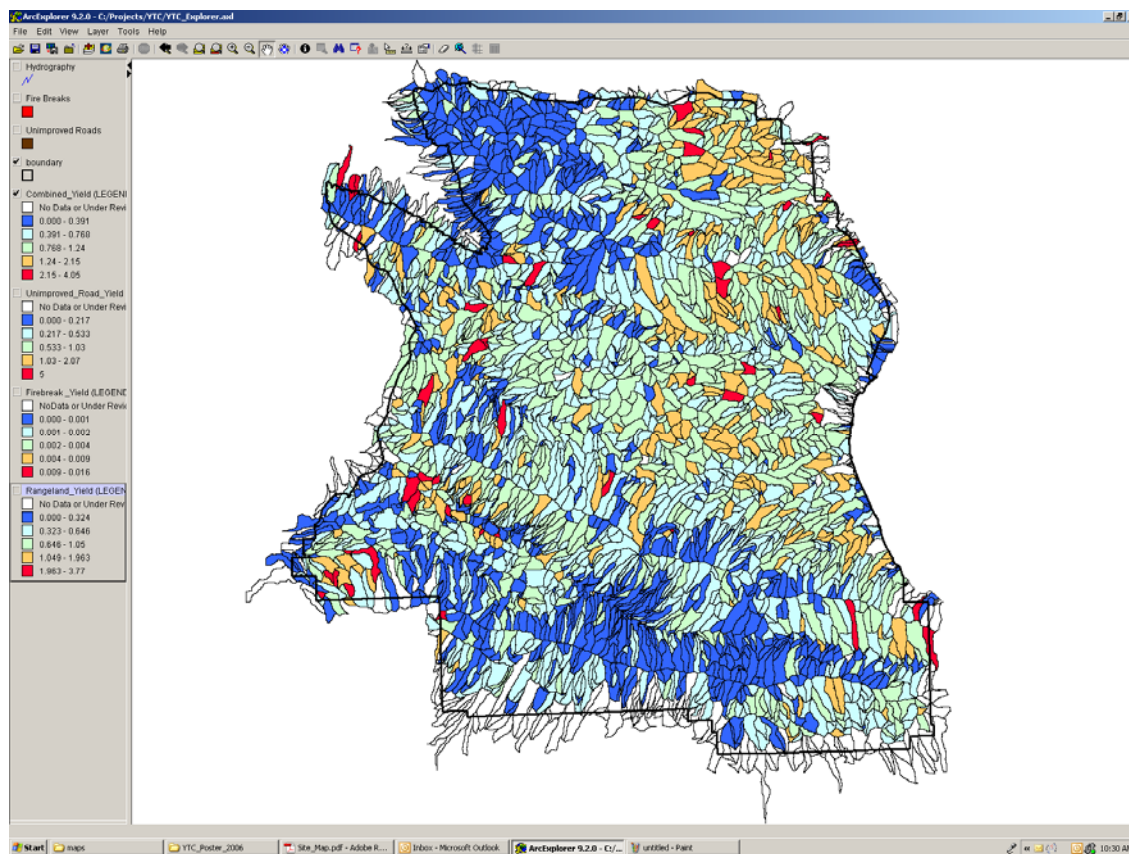 ArcExplorer 9.2.0 - C:/Projects/YTC/YTC_Explorer.axl
File Edit View Layer Tools Help
Hydrography
Fire Breaks
Unimproved Roads
boundary
Combined_Yield (LEGEND
No Data or Under Revi
0.000 - 0.391
0.391 - 0.768
0.768 - 1.24
1.24 - 2.15
2.15 - 4.05
Unimproved_Road_Yield
No Data or Under Revi
0.000 - 0.217
0.217 - 0.533
0.533 - 1.03
1.03 - 2.07
5
Firebreak_Yield (LEGEND
NoData or Under Revie
0.000 - 0.001
0.001 - 0.002
0.002 - 0.004
0.004 - 0.009
0.009 - 0.016
Rangeland_Yield (LEGEN
No Data or Under Revi
0.000 - 0.324
0.323 - 0.646
0.646 - 1.05
1.049 - 1.963
1.963 - 3.77
Start maps YTC_Poster_2006 Site_Map.pdf - Adobe R... Inbox - Microsoft Outlook ArcExplorer 9.2.0 - C:/... untitled - Paint 10:30 AM